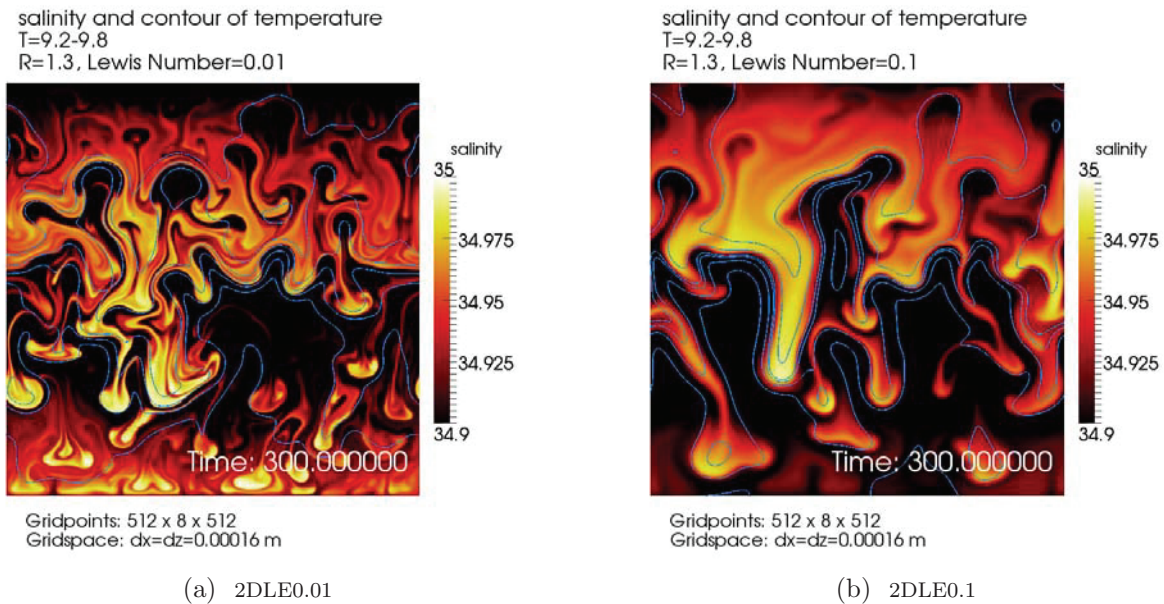 salinity and contour of temperature
T=9.2-9.8
R=1.3, Lewis Number=0.01
salinity
35
34.975
34.95
34.925
34.9
Time: 300.000000
Gridpoints: 512 x 8 x 512
Gridspace: dx=dz=0.00016 m
(a) 2DLE0.01
salinity and contour of temperature
T=9.2-9.8
R=1.3, Lewis Number=0.1
salinity
35
34.975
34.95
34.925
34.9
Time: 300.000000
Gridpoints: 512 x 8 x 512
Gridspace: dx=dz=0.00016 m
(b) 2DLE0.1